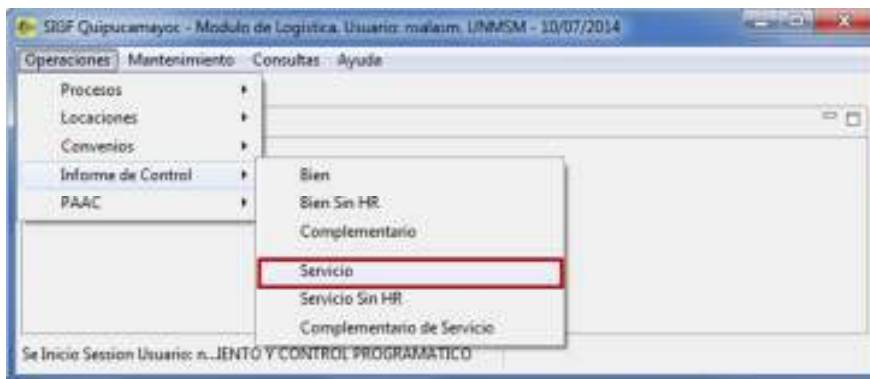 SIGF Quipucamayoc - Modulo de Logística. Usuario: malasm. UNMSM - 10/07/2014
Operaciones Mantenimiento Consultas Ayuda
Procesos
Locaciones
Convenios
Informe de Control
PAAC
Bien
Bien Sin HR
Complementario
Servicio
Servicio Sin HR
Complementario de Servicio
Se Inicio Session Usuario: n...IENTO Y CONTROL PROGRAMATICO